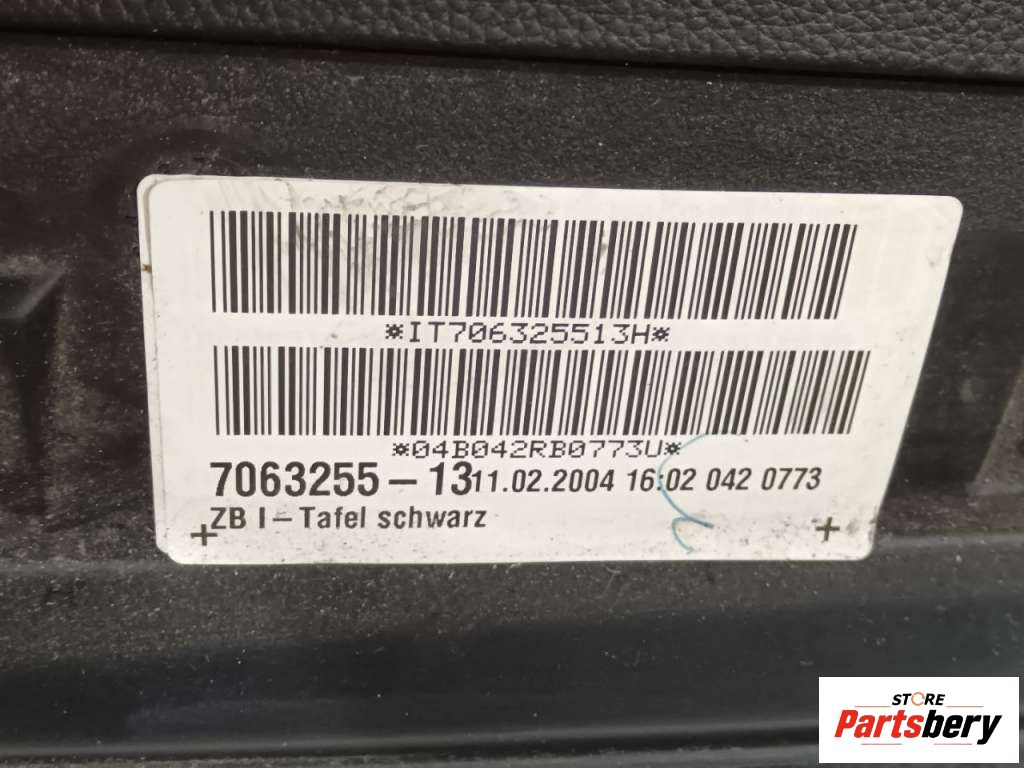 *IT706325513H*
*04B042RB0773U*
7063255-13 11.02.2004 16:02 042 0773
ZB I-Tafel schwarz
STORE
Partsbery